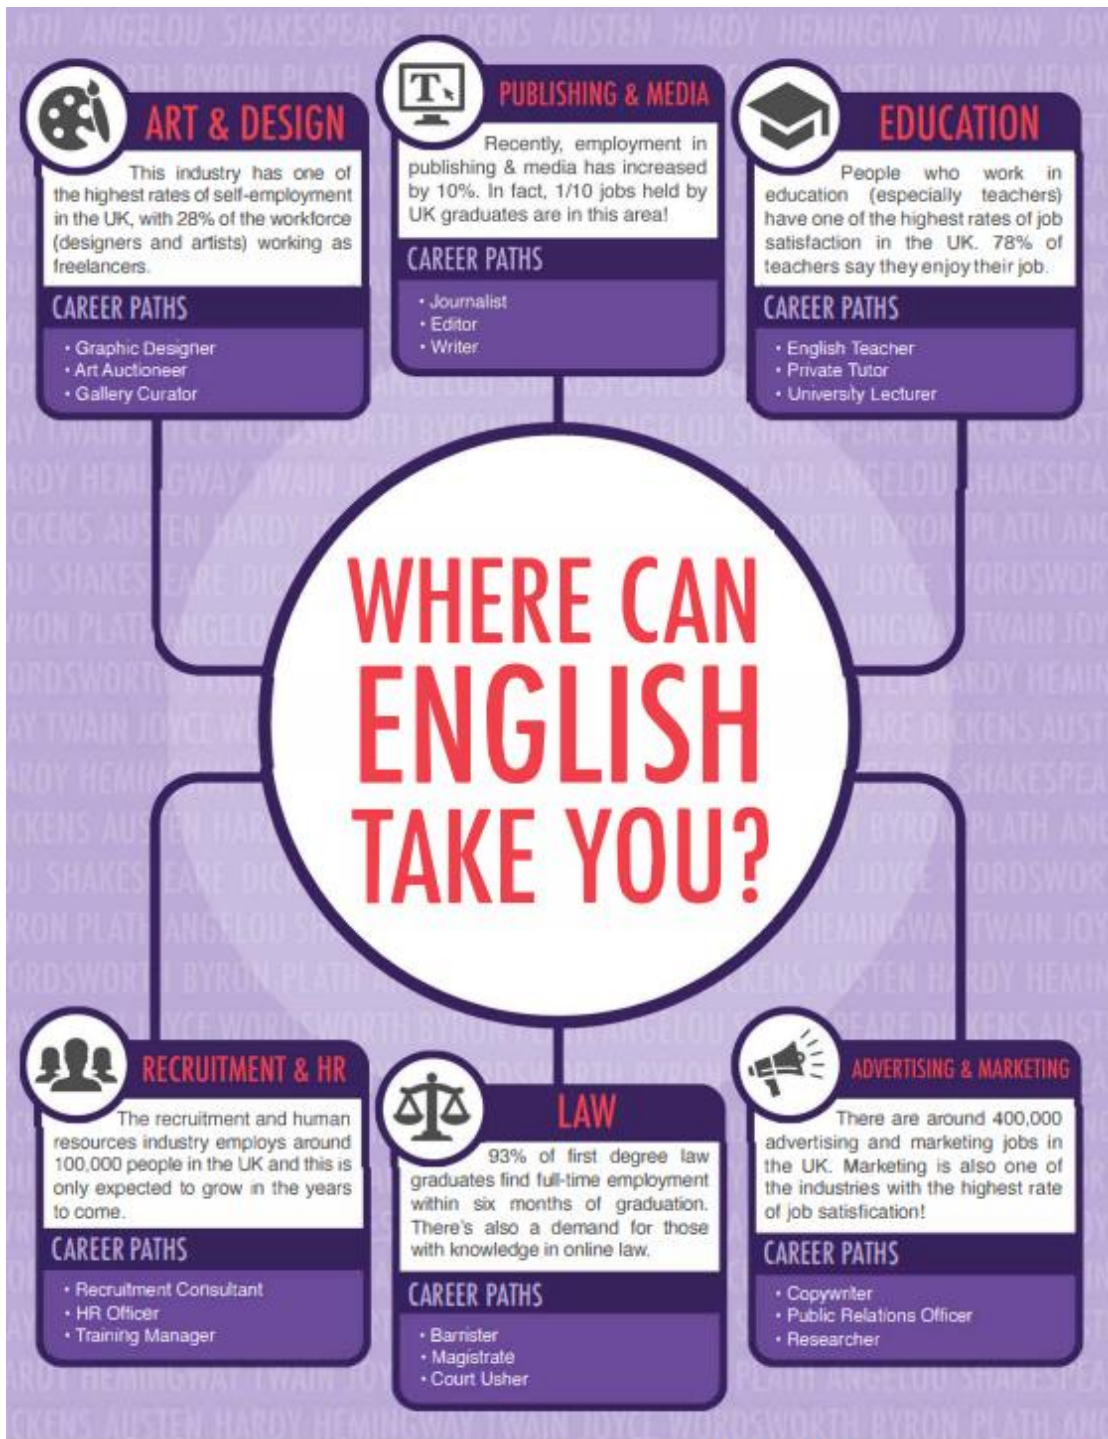 ART & DESIGN
This industry has one of
the highest rates of self-employment
in the UK, with 28% of the workforce
(designers and artists) working as
freelancers.
CAREER PATHS
• Graphic Designer
• Art Auctioneer
• Gallery Curator
T
PUBLISHING & MEDIA
Recently, employment in
publishing & media has increased
by 10%. In fact, 1/10 jobs held by
UK graduates are in this area!
CAREER PATHS
• Journalist
• Editor
• Writer
EDUCATION
People who work in
education (especially teachers)
have one of the highest rates of job
satisfaction in the UK. 78% of
teachers say they enjoy their job.
CAREER PATHS
• English Teacher
• Private Tutor
• University Lecturer
WHERE CAN
ENGLISH
TAKE YOU?
RECRUITMENT & HR
The recruitment and human
resources industry employs around
100,000 people in the UK and this is
only expected to grow in the years
to come.
CAREER PATHS
• Recruitment Consultant
• HR Officer
• Training Manager
LAW
93% of first degree law
graduates find full-time employment
within six months of graduation.
There's also a demand for those
with knowledge in online law.
CAREER PATHS
• Barrister
• Magistrate
• Court Usher
ADVERTISING & MARKETING
There are around 400,000
advertising and marketing jobs in
the UK. Marketing is also one of
the industries with the highest rate
of job satisfication!
CAREER PATHS
• Copywriter
• Public Relations Officer
• Researcher